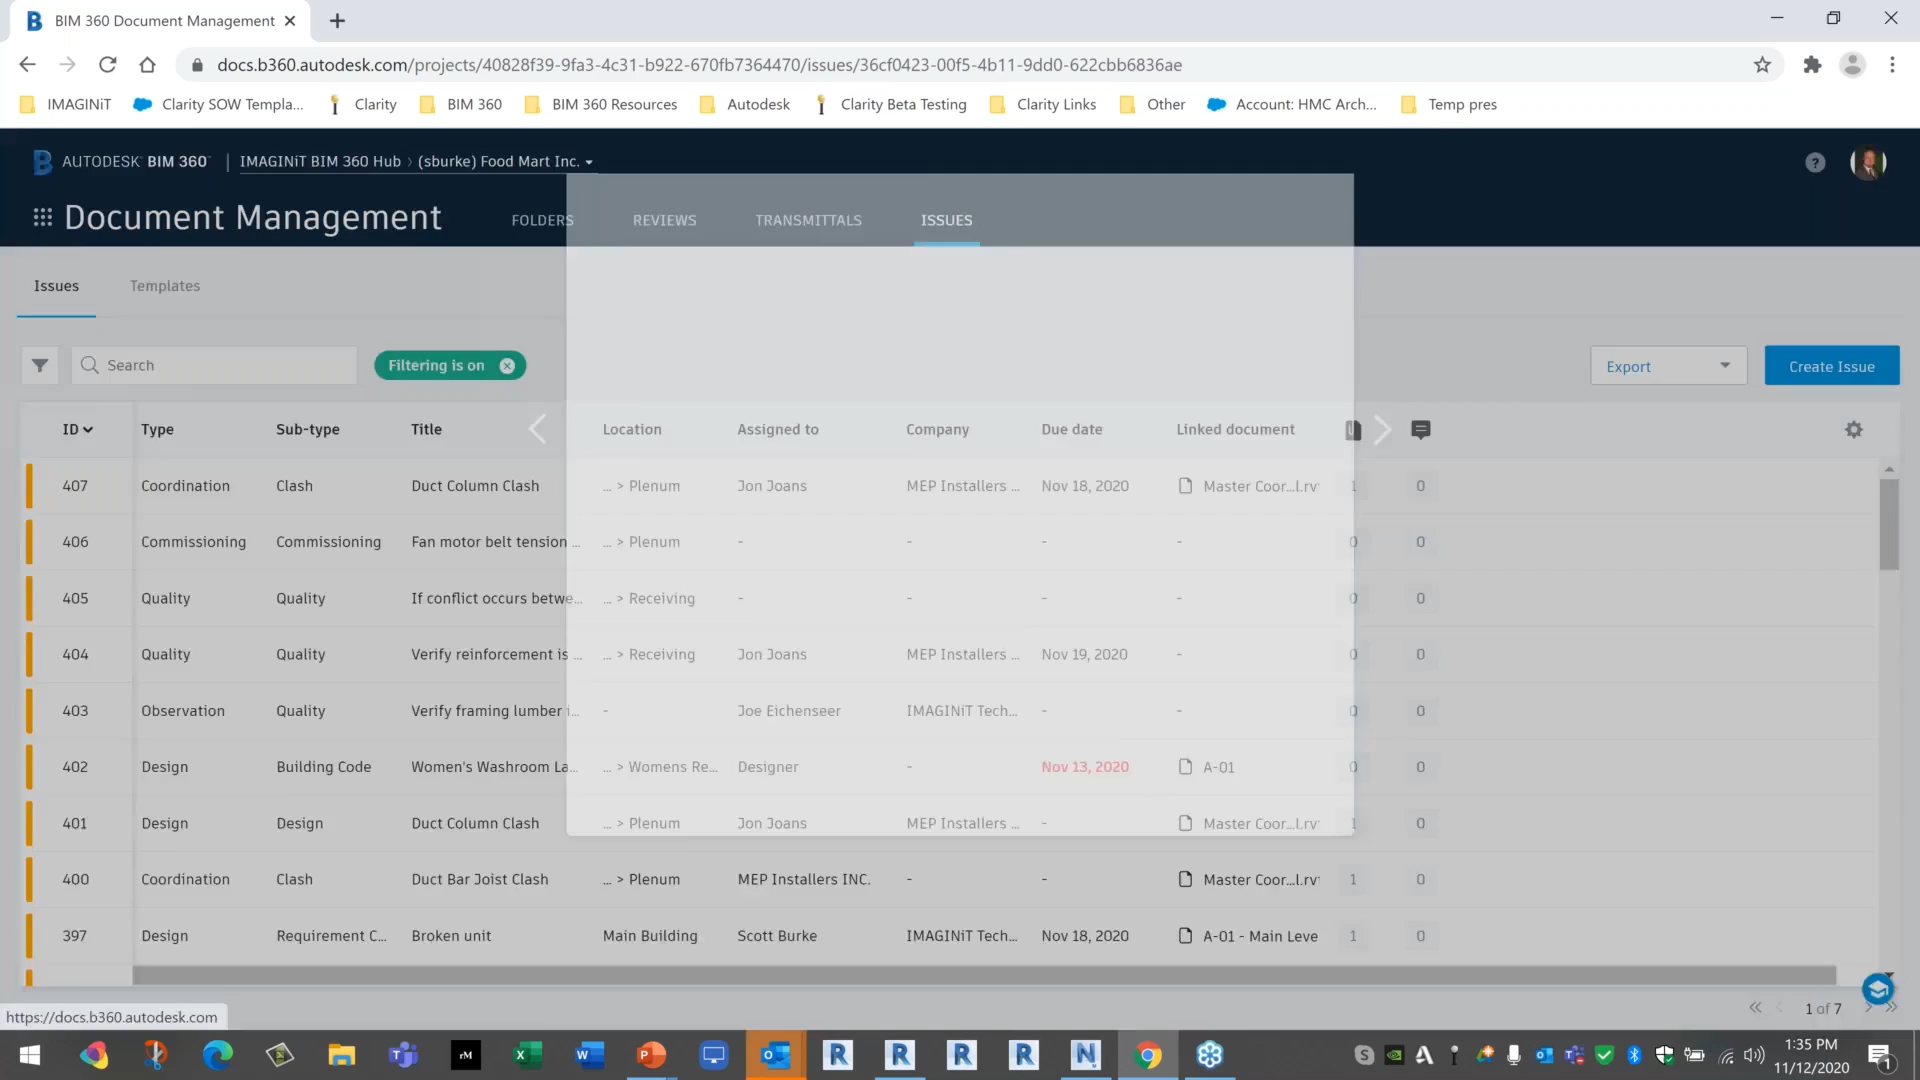 BIM 360 Document Management
docs.b360.autodesk.com/projects/40828f39-9fa3-4c31-b922-670fb7364470/issues/36cf0423-00f5-4b11-9dd0-622cbb6836ae
IMAGINiT Clarity SOW Templa... Clarity BIM 360 BIM 360 Resources Autodesk Clarity Beta Testing Clarity Links Other Account: HMC Arch... Temp pres
AUTODESK BIM 360 IMAGINiT BIM 360 Hub > (sburke) Food Mart Inc.
Document Management FOLDERS REVIEWS TRANSMITTALS ISSUES
Issues Templates
Search Filtering is on Export Create Issue
ID Type Sub-type Title Location Assigned to Company Due date Linked document
407 Coordination Clash Duct Column Clash ... > Plenum Jon Joans MEP Installers ... Nov 18, 2020 Master Coor...l.rv 1 0
406 Commissioning Commissioning Fan motor belt tension ... ... > Plenum - - - - 0 0
405 Quality Quality If conflict occurs betwe... ... > Receiving - - - - 0 0
404 Quality Quality Verify reinforcement is ... ... > Receiving Jon Joans MEP Installers ... Nov 19, 2020 - 0 0
403 Observation Quality Verify framing lumber i... - Joe Eichenseer IMAGINiT Tech... - - 0 0
402 Design Building Code Women's Washroom La... ... > Womens Re... Designer - Nov 13, 2020 A-01 0 0
401 Design Design Duct Column Clash ... > Plenum Jon Joans MEP Installers ... - Master Coor...l.rv 1 0
400 Coordination Clash Duct Bar Joist Clash ... > Plenum MEP Installers INC. - - Master Coor...l.rv 1 0
397 Design Requirement C... Broken unit Main Building Scott Burke IMAGINiT Tech... Nov 18, 2020 A-01 - Main Leve 1 0
1 of 7
https://docs.b360.autodesk.com
1:35 PM
11/12/2020
1